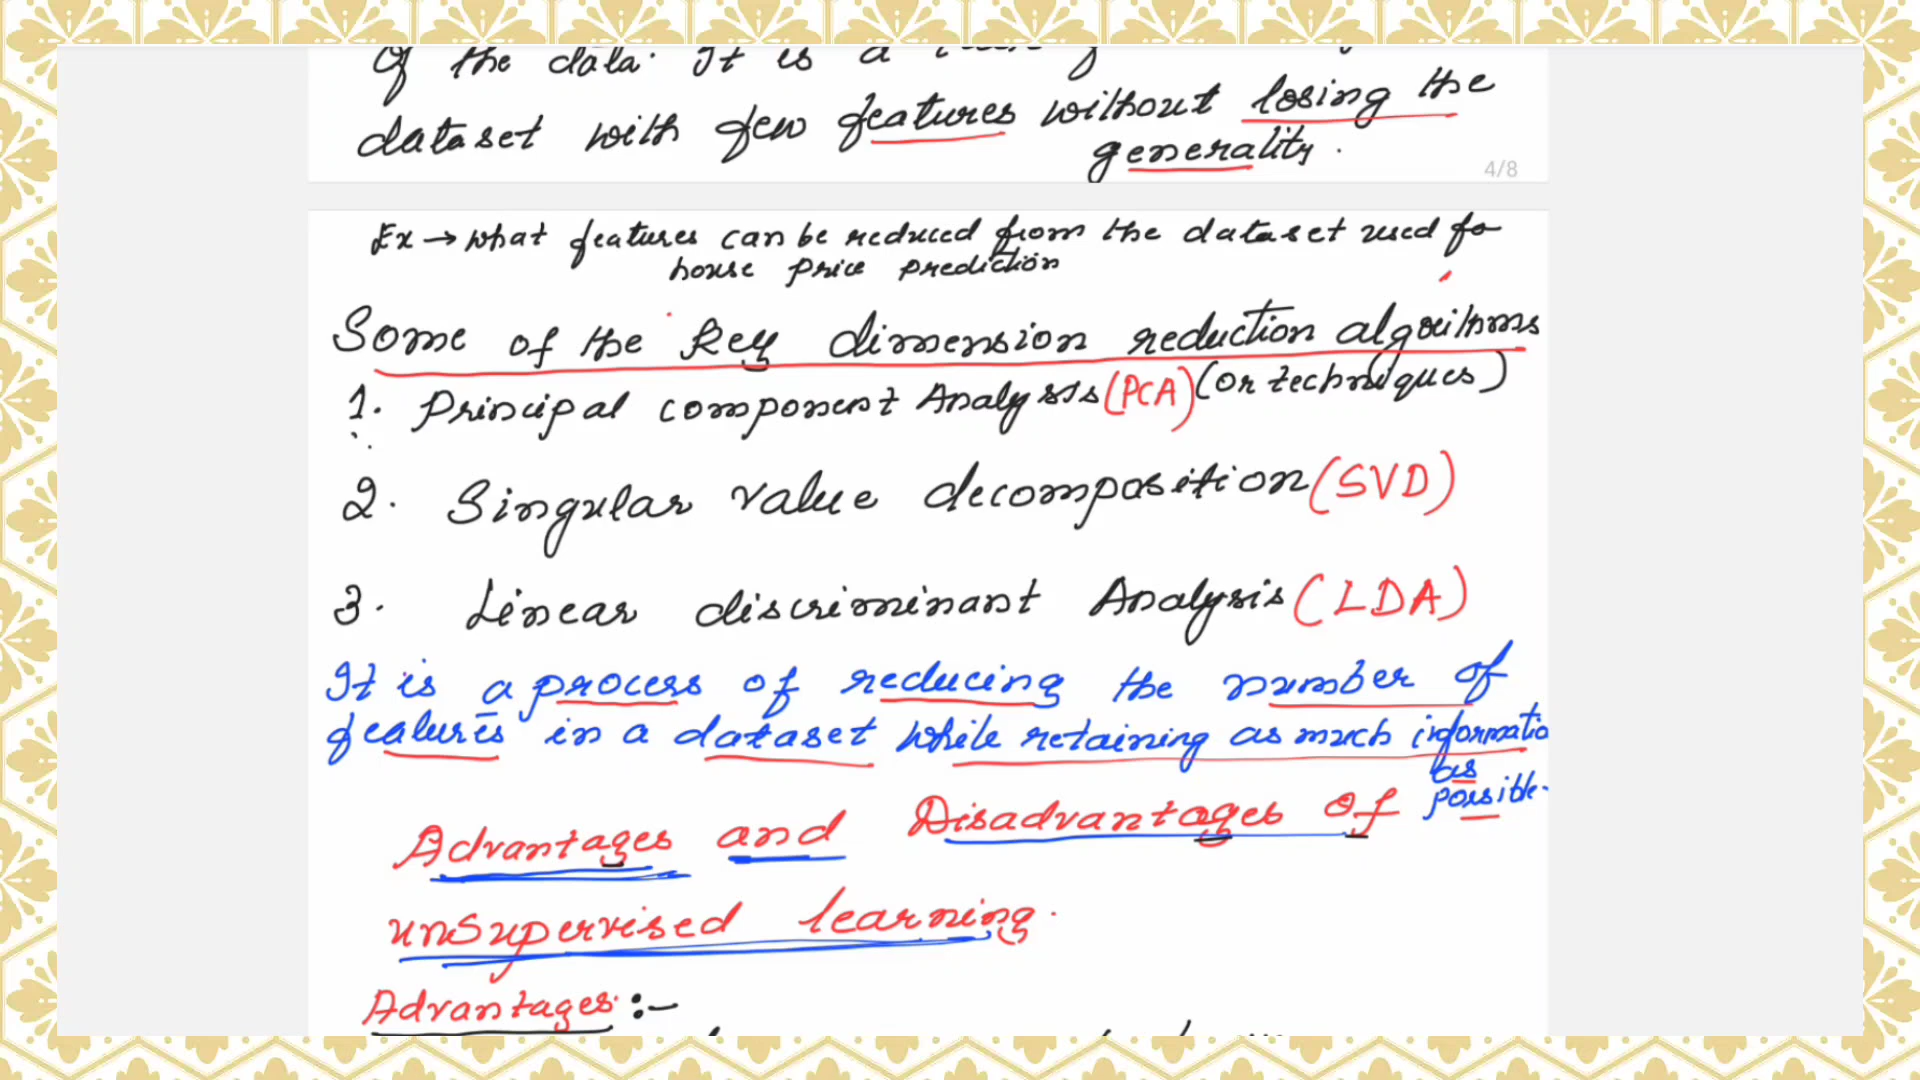 of the data. It is a
dataset with few features without losing the
generality.
4/8
Ex → what features can be reduced from the dataset used fo
house price prediction
Some of the key dimension reduction algorithms
1. Principal component Analysis (PCA) (or techniques)
2. Singular value decomposition (SVD)
3. Linear discriminant Analysis (LDA)
It is a process of reducing the number of
features in a dataset while retaining as much informatio
as
possible.
Advantages and Disadvantages of
unsupervised learning.
Advantages :-